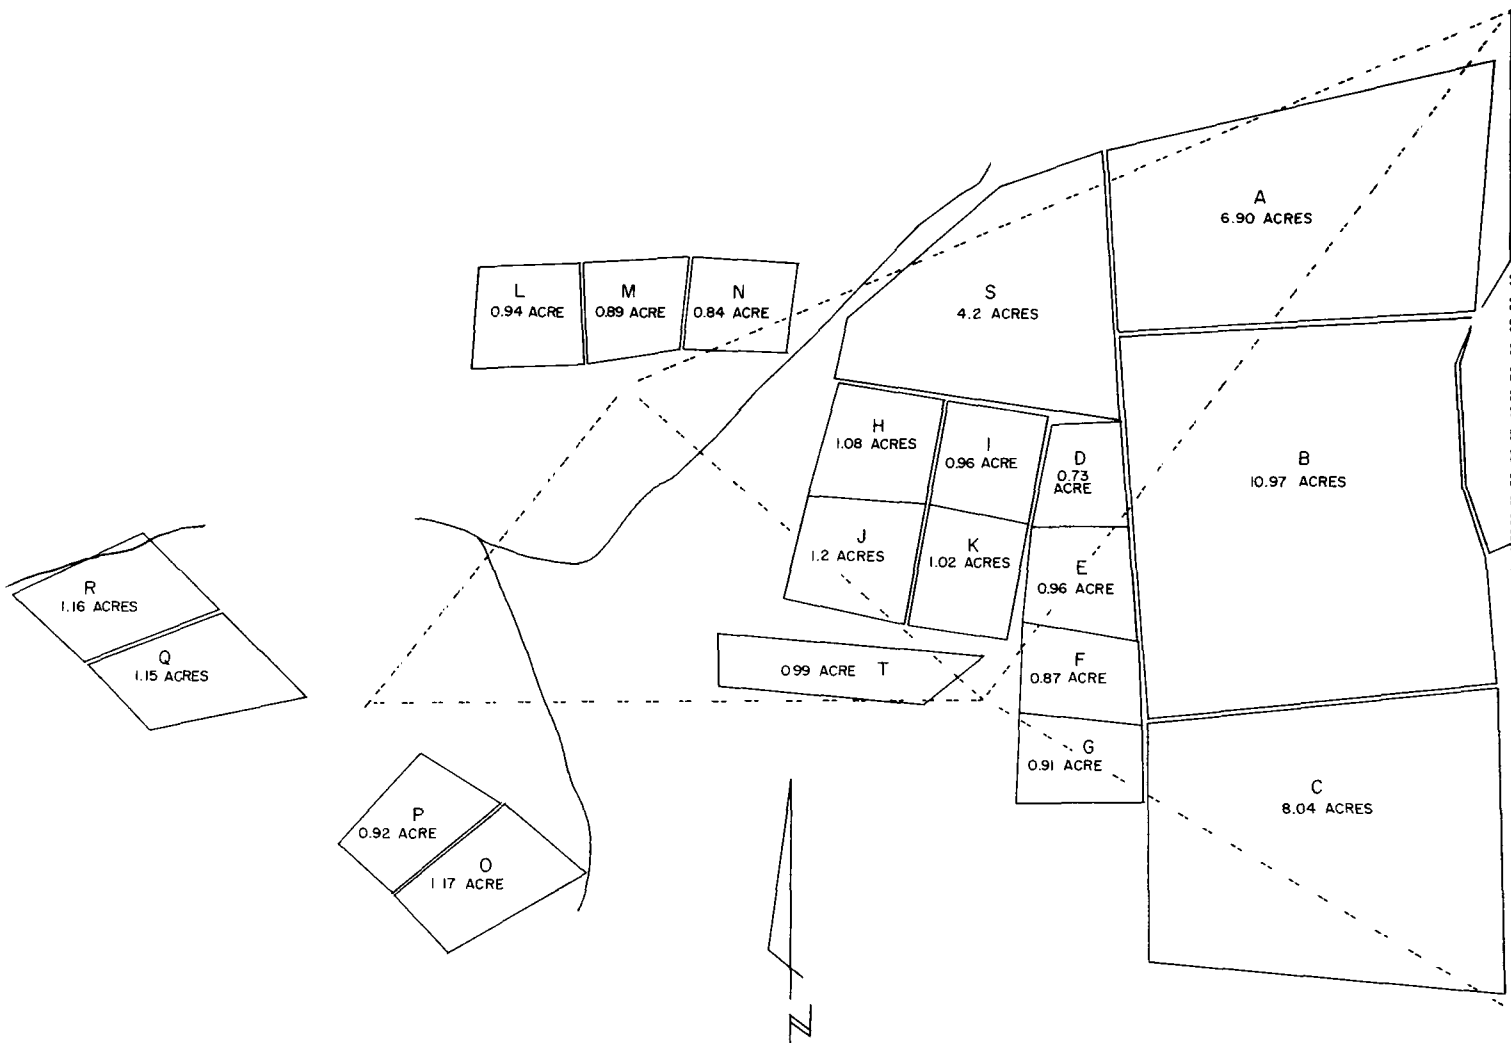 A
6.90 ACRES
L
0.94 ACRE
M
0.89 ACRE
N
0.84 ACRE
S
4.2 ACRES
H
1.08 ACRES
I
0.96 ACRE
D
0.73
ACRE
B
10.97 ACRES
J
1.2 ACRES
K
1.02 ACRES
E
0.96 ACRE
R
1.16 ACRES
Q
1.15 ACRES
0.99 ACRE T
F
0.87 ACRE
G
0.91 ACRE
C
8.04 ACRES
P
0.92 ACRE
O
1.17 ACRE
N